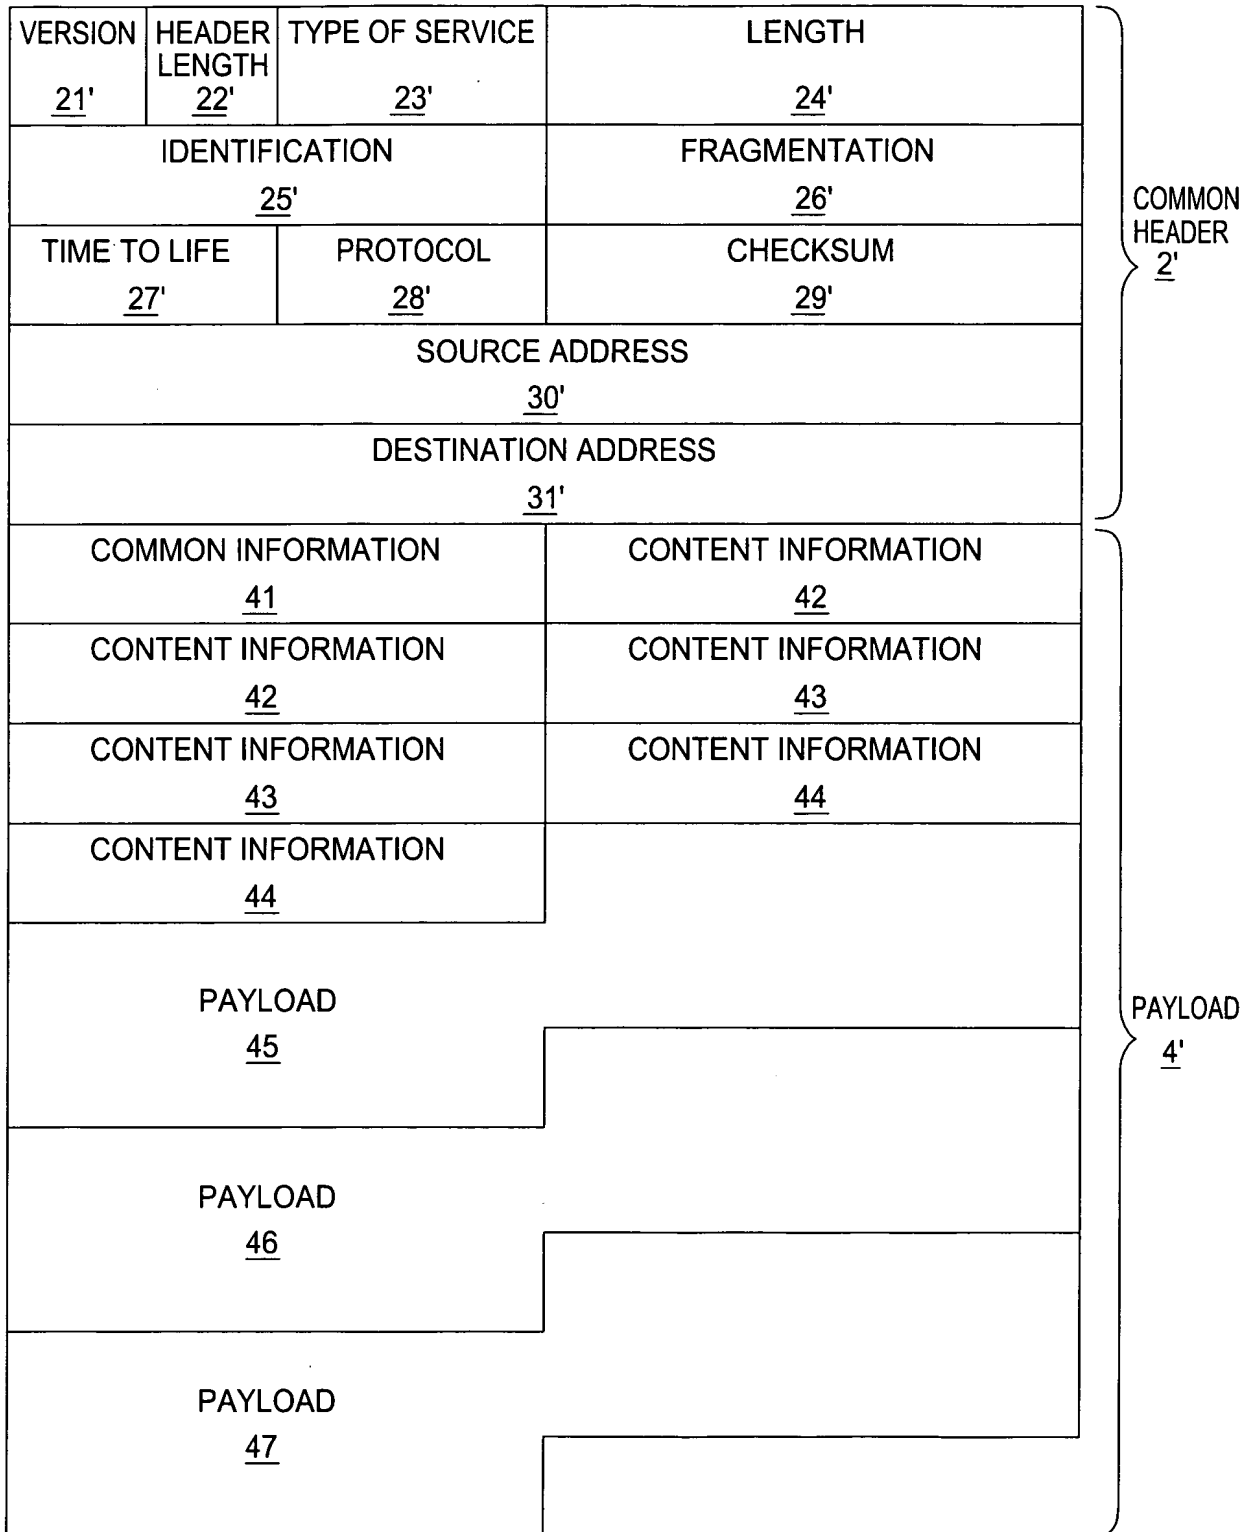 VERSION
21'
HEADER
LENGTH
22'
TYPE OF SERVICE
23'
LENGTH
24'
IDENTIFICATION
25'
FRAGMENTATION
26'
TIME TO LIFE
27'
PROTOCOL
28'
CHECKSUM
29'
SOURCE ADDRESS
30'
DESTINATION ADDRESS
31'
COMMON
HEADER
2'
COMMON INFORMATION
41
CONTENT INFORMATION
42
CONTENT INFORMATION
42
CONTENT INFORMATION
43
CONTENT INFORMATION
43
CONTENT INFORMATION
44
CONTENT INFORMATION
44
PAYLOAD
45
PAYLOAD
46
PAYLOAD
47
PAYLOAD
4'